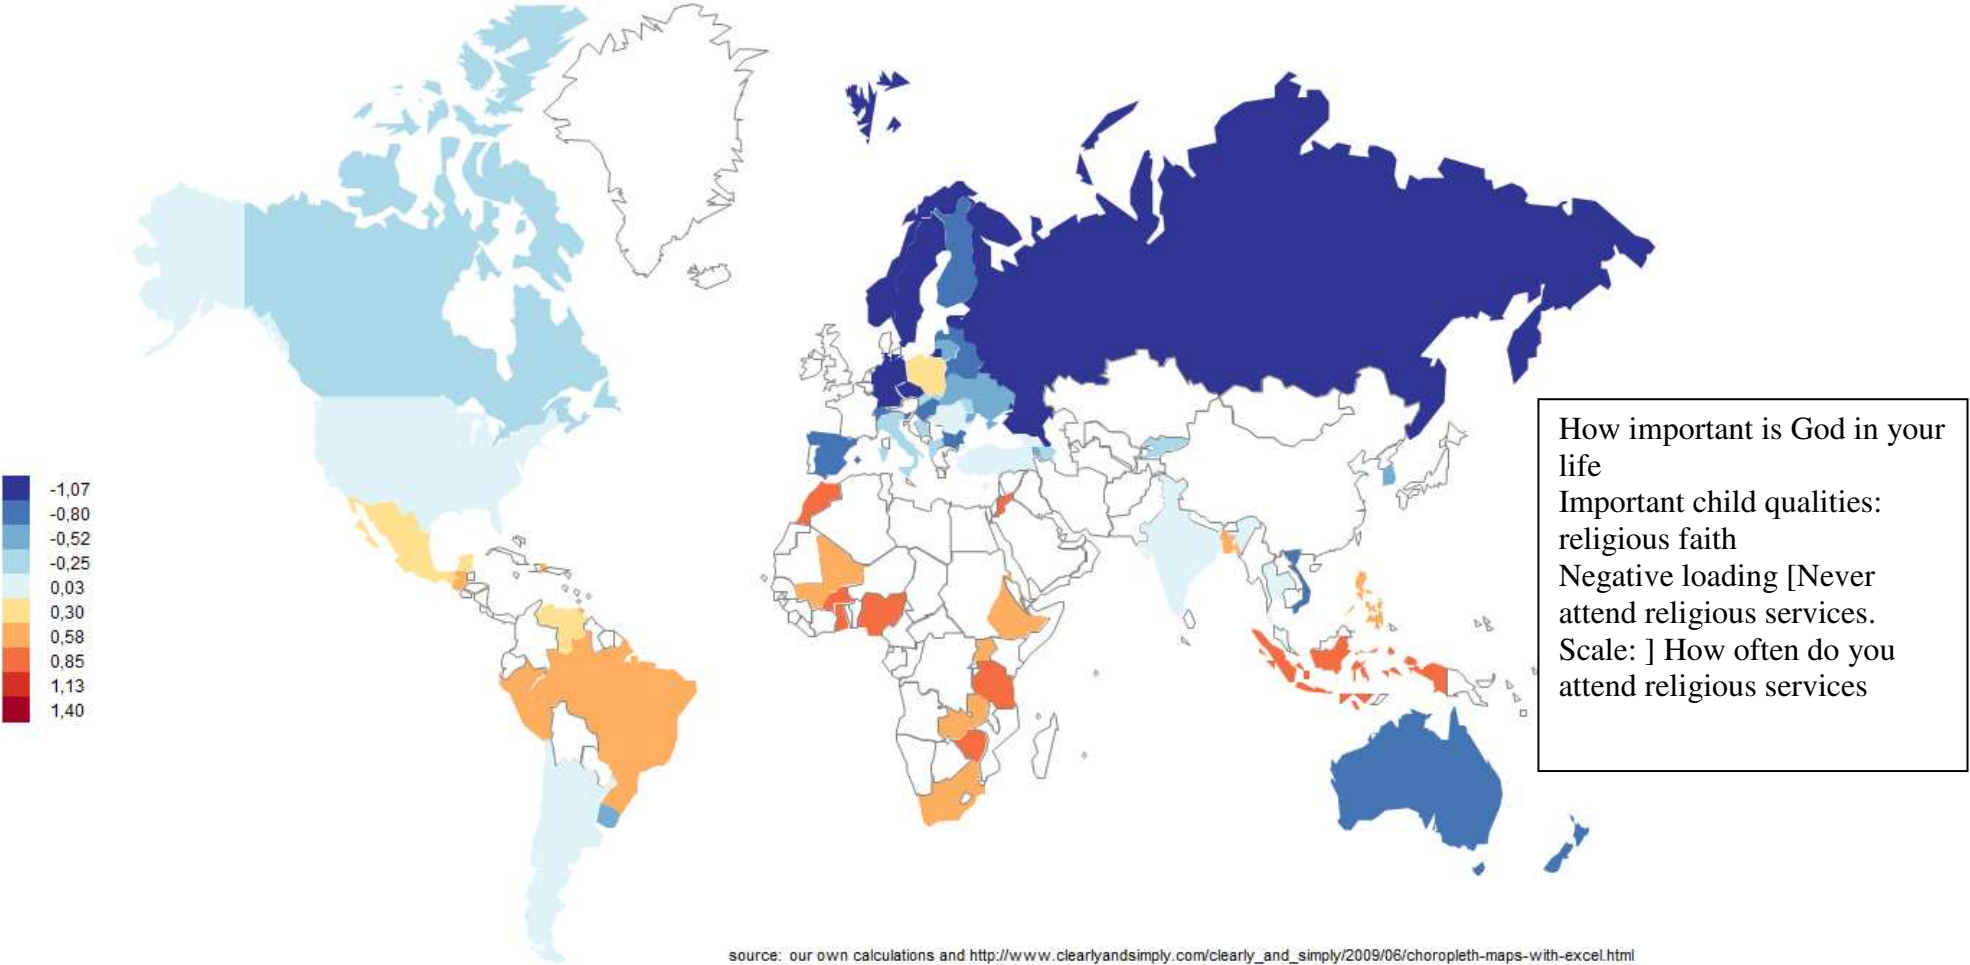 How important is God in your
life
Important child qualities:
religious faith
Negative loading [Never
attend religious services.
Scale: ] How often do you
attend religious services
-1,07
-0,80
-0,52
-0,25
0,03
0,30
0,58
0,85
1,13
1,40
source: our own calculations and http://www.clearlyandsimply.com/clearly_and_simply/2009/06/choropleth-maps-with-excel.html